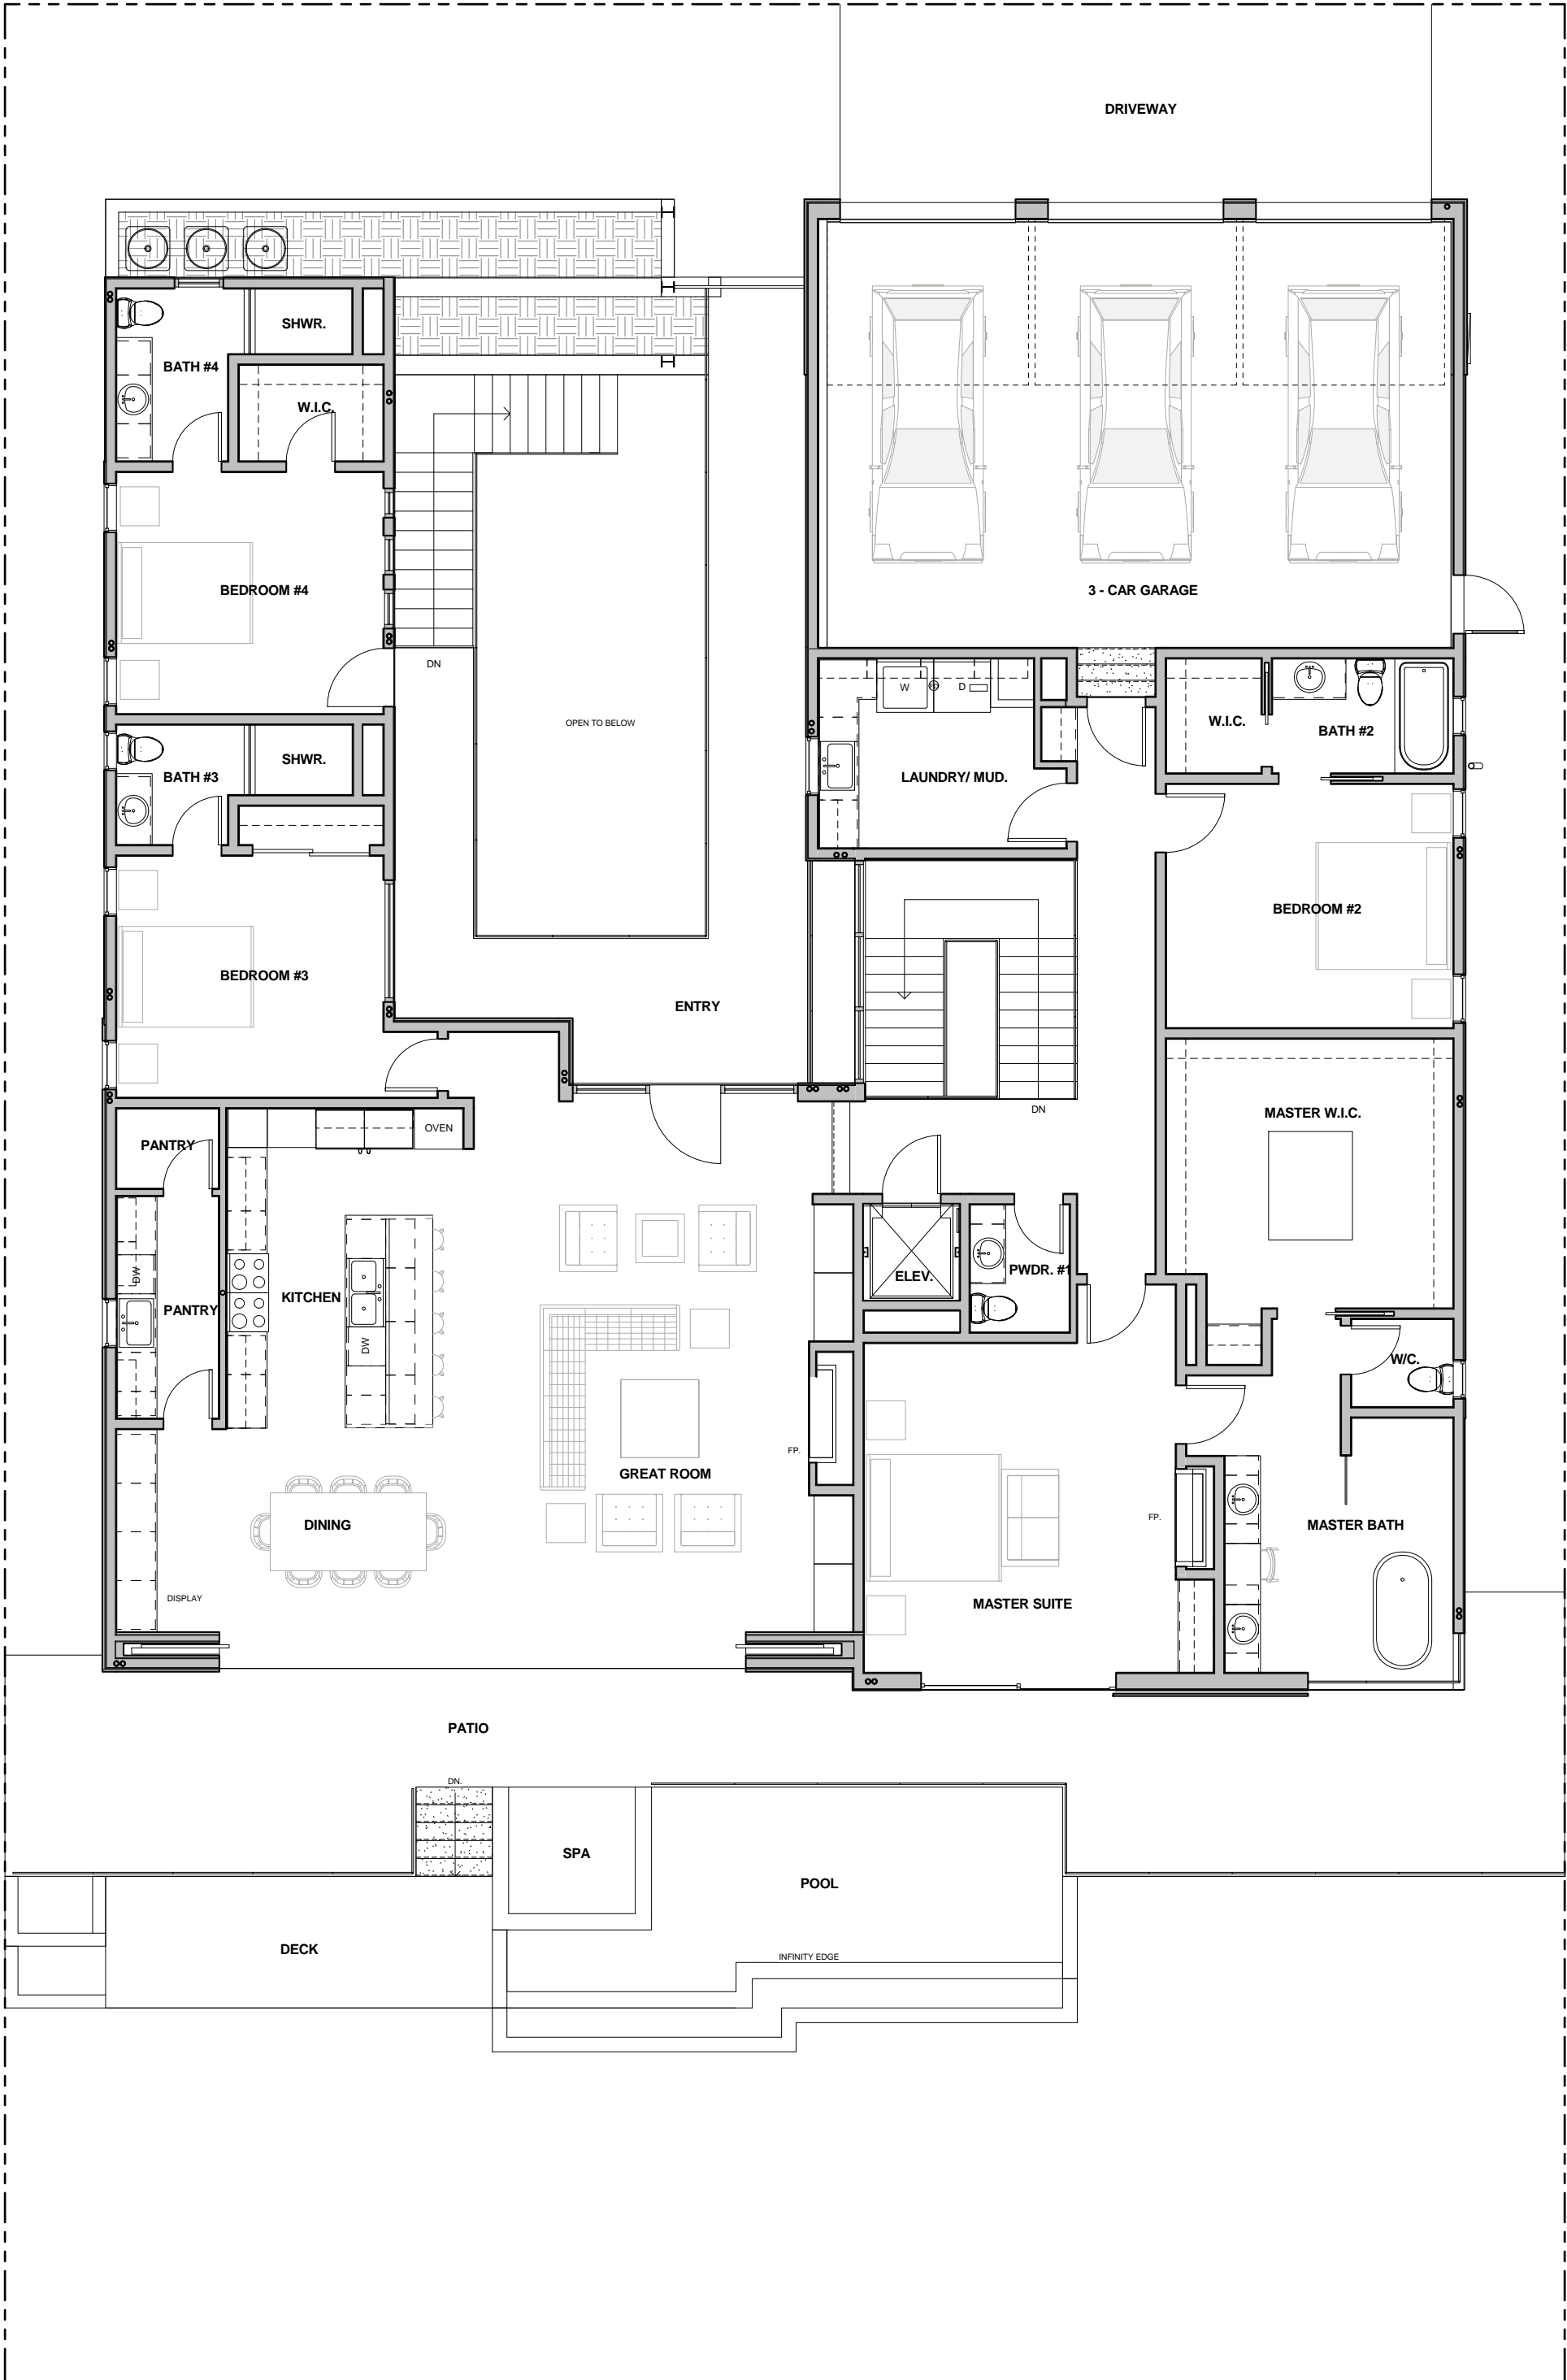 DRIVEWAY
SHWR.
BATH #4
W.I.C.
BEDROOM #4
3 - CAR GARAGE
DN
W
D
OPEN TO BELOW
W.I.C.
BATH #2
SHWR.
BATH #3
LAUNDRY/ MUD.
BEDROOM #2
BEDROOM #3
ENTRY
DN
MASTER W.I.C.
OVEN
PANTRY
DW
PANTRY
KITCHEN
DW
ELEV.
PWDR. #1
W/C.
FP.
GREAT ROOM
DINING
FP.
MASTER BATH
DISPLAY
MASTER SUITE
PATIO
DN.
SPA
POOL
DECK
INFINITY EDGE